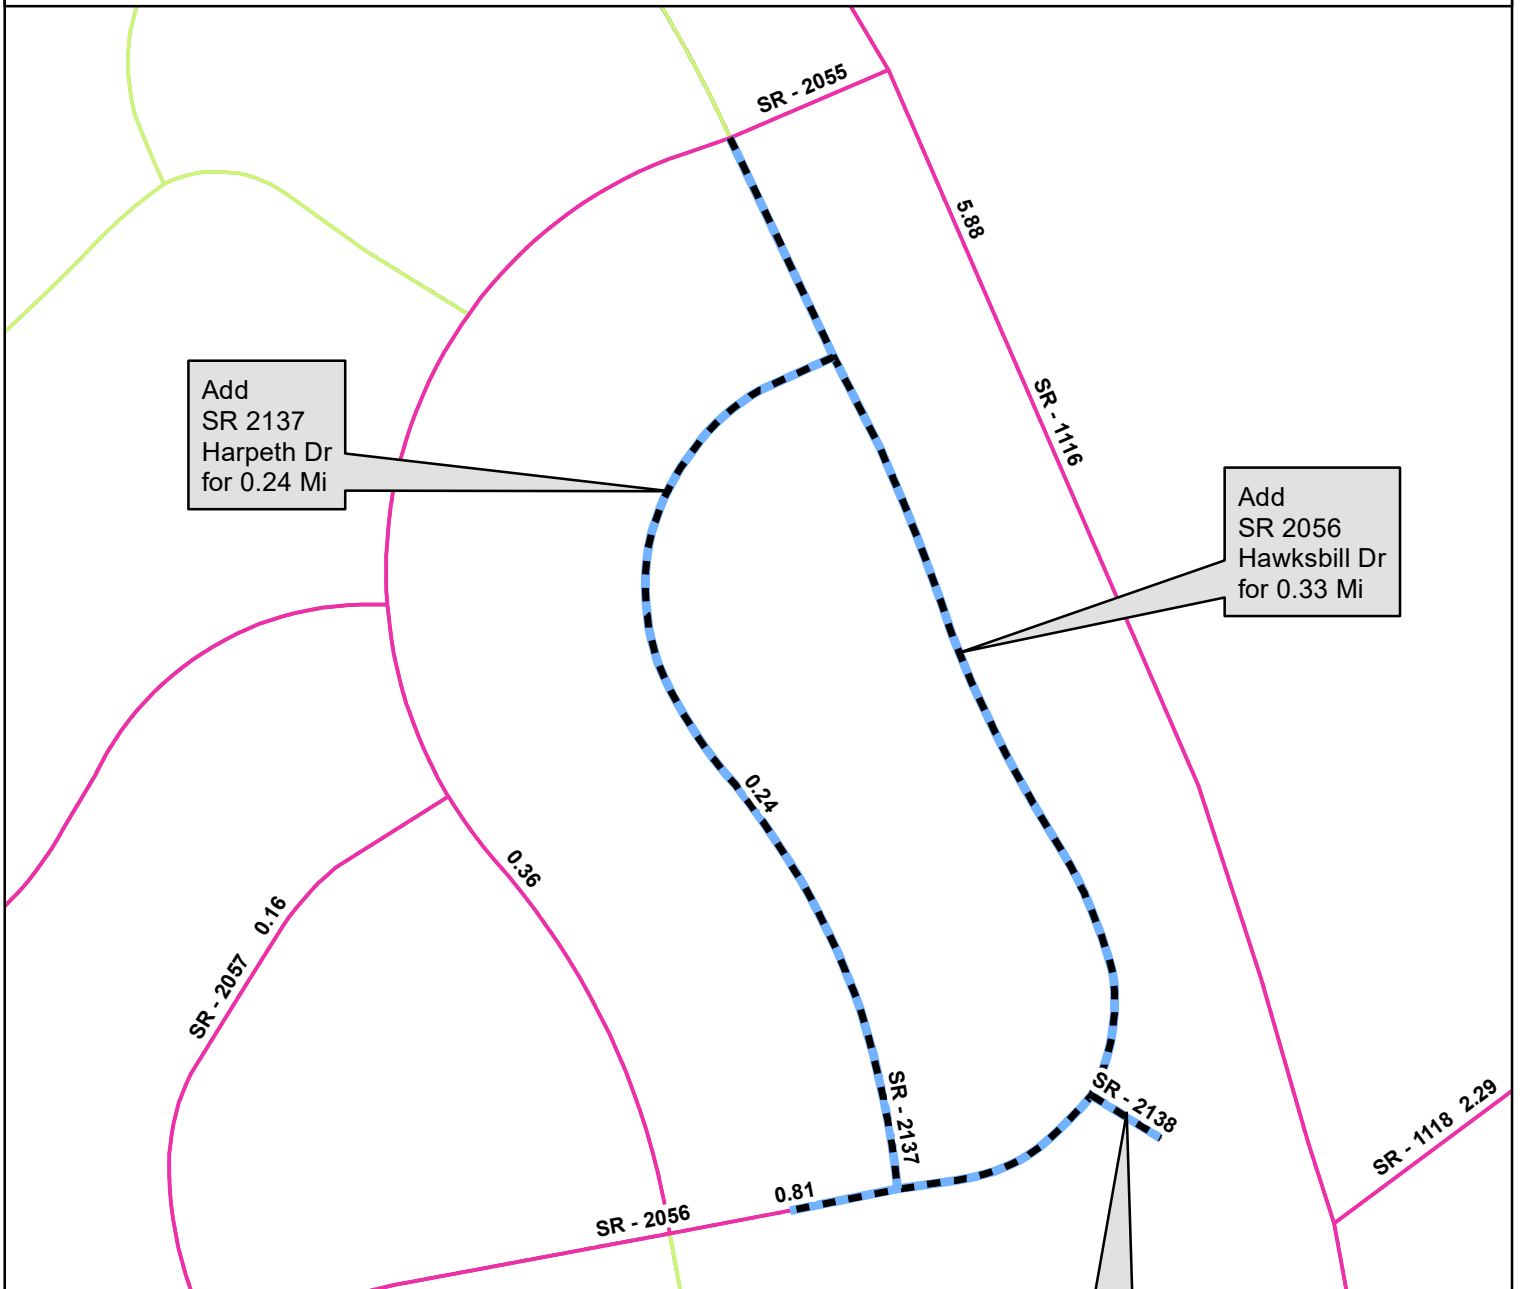 SR - 2055
5.88
Add
SR 2137
Harpeth Dr
for 0.24 Mi
SR - 1116
Add
SR 2056
Hawksbill Dr
for 0.33 Mi
0.24
0.36
0.16
SR - 2057
SR - 2137
SR - 2138
SR - 1118 2.29
0.81
SR - 2056